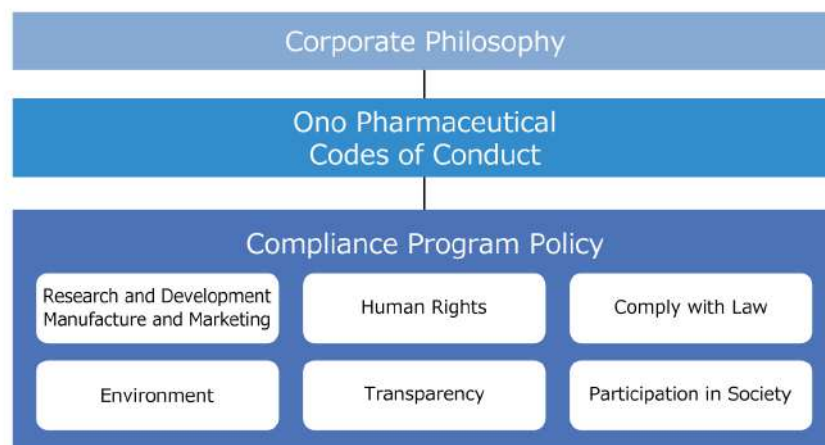 Corporate Philosophy
Ono Pharmaceutical
Codes of Conduct
Compliance Program Policy
Research and Development
Manufacture and Marketing
Human Rights
Comply with Law
Environment
Transparency
Participation in Society